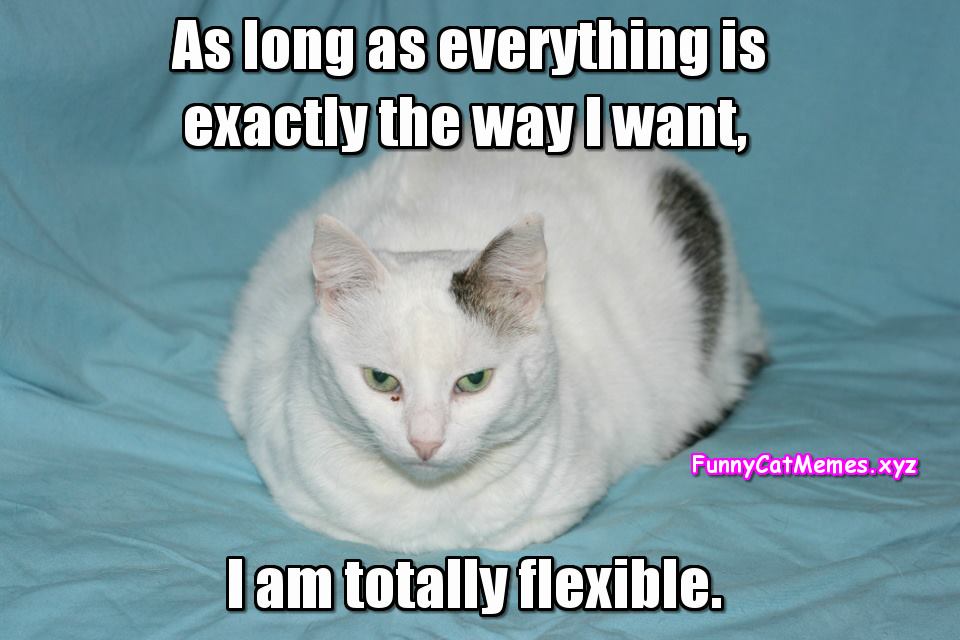 As long as everything is
exactly the way I want,
FunnyCatMemes.xyz
I am totally flexible.